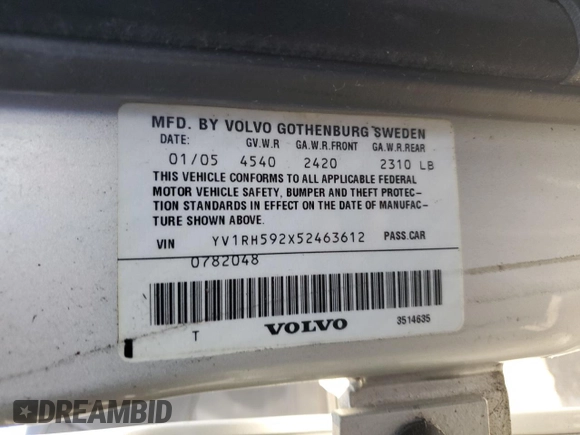 MFD. BY VOLVO GOTHENBURG SWEDEN
DATE: GV.W.R GA.W.R.FRONT GA.W.R.REAR
01/05 4540 2420 2310 LB
THIS VEHICLE CONFORMS TO ALL APPLICABLE FEDERAL
MOTOR VEHICLE SAFETY, BUMPER AND THEFT PROTEC-
TION STANDARDS IN EFFECT ON THE DATE OF MANUFAC-
TURE SHOWN ABOVE.
VIN YV1RH592X52463612 PASS.CAR
0782048
T VOLVO 3514635
DREAMBID